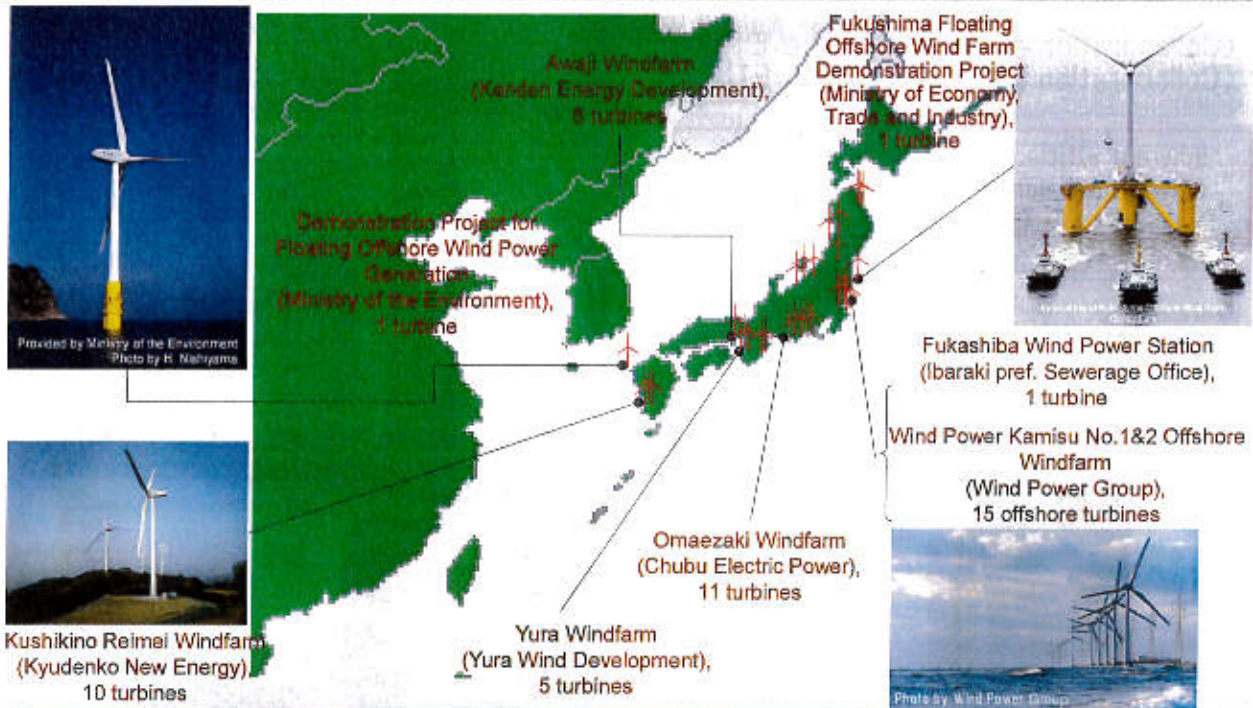 Fukushima Floating
Offshore Wind Farm
Demonstration Project
(Ministry of Economy,
Trade and Industry),
1 turbine
Awaji Windfarm
(Kanden Energy Development),
turbines
Demonstration Project for
Floating Offshore Wind Power
Generation
(Ministry of the Environment),
1 turbine
Provided by Ministry of the Environment
Photo by H. Nishiyama
Fukashiba Wind Power Station
(Ibaraki pref. Sewerage Office),
1 turbine
Wind Power Kamisu No.1&2 Offshore
Windfarm
(Wind Power Group),
15 offshore turbines
Omaezaki Windfarm
(Chubu Electric Power),
11 turbines
Yura Windfarm
(Yura Wind Development),
5 turbines
Kushikino Reimei Windfarm
(Kyudenko New Energy),
10 turbines
Photo by Wind Power Group